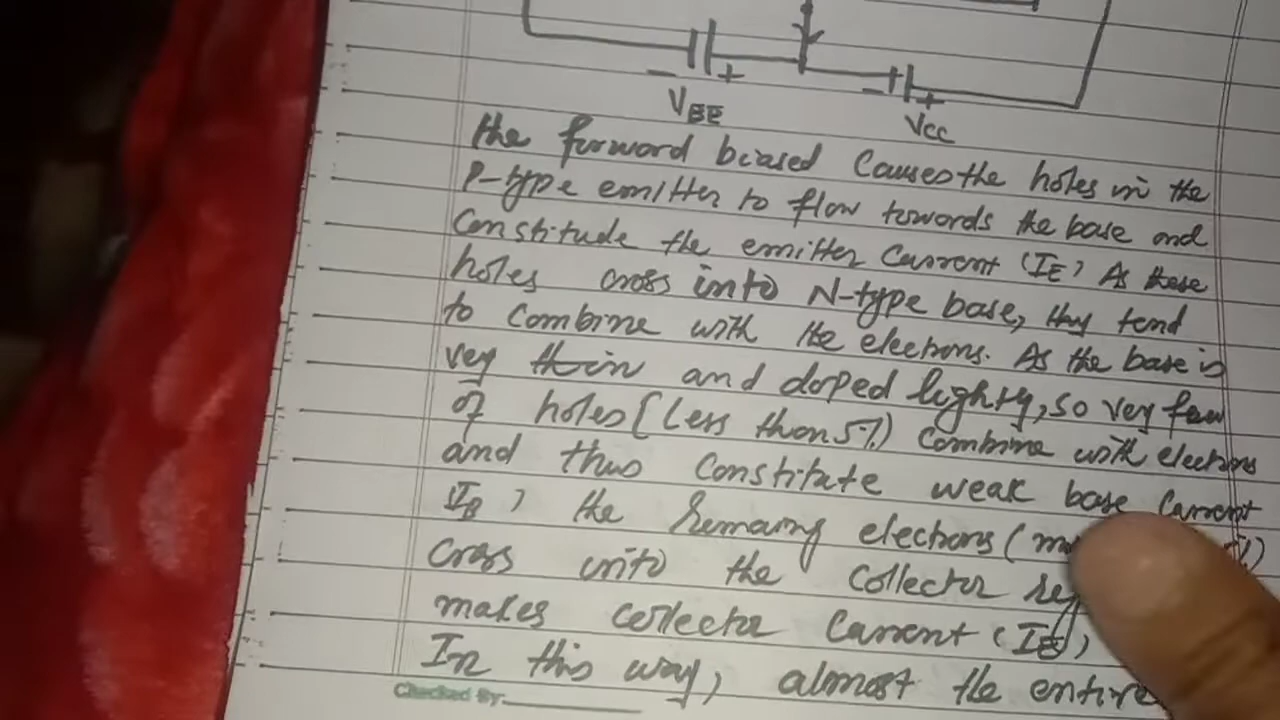 - + - +
VBE VCC
the forword biased Causes the holes in the
P-type emitter to flow towords the base and
Constitude the emitter Current (IE) As these
holes cross into N-type base, they tend
to Combine with the electrons. As the base is
very thin and doped lighty, so very few
of holes (Less than 5%) Combine with electrons
and thus Constitute weak base Current
IB, the Remaing electrons (
cross into the Collector
makes collector Current (IE),
In this way, almost the entire
Checked By: